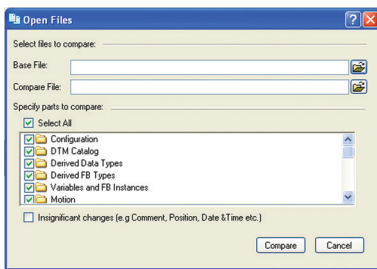 Open Files
Select files to compare:
Base File:
Compare File:
Specify parts to compare:
Select All
Configuration
DTM Catalog
Derived Data Types
Derived FB Types
Variables and FB Instances
Motion
Insignificant changes (e.g Comment, Position, Date &Time etc.)
Compare Cancel